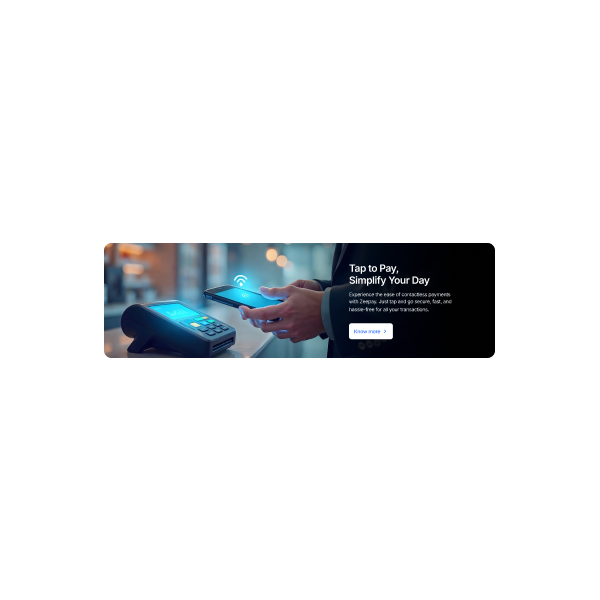 Tap to Pay,
Simplify Your Day
Experience the ease of contactless payments
with Zeepay. Just tap and go secure, fast, and
hassle-free for all your transactions.
Know more >